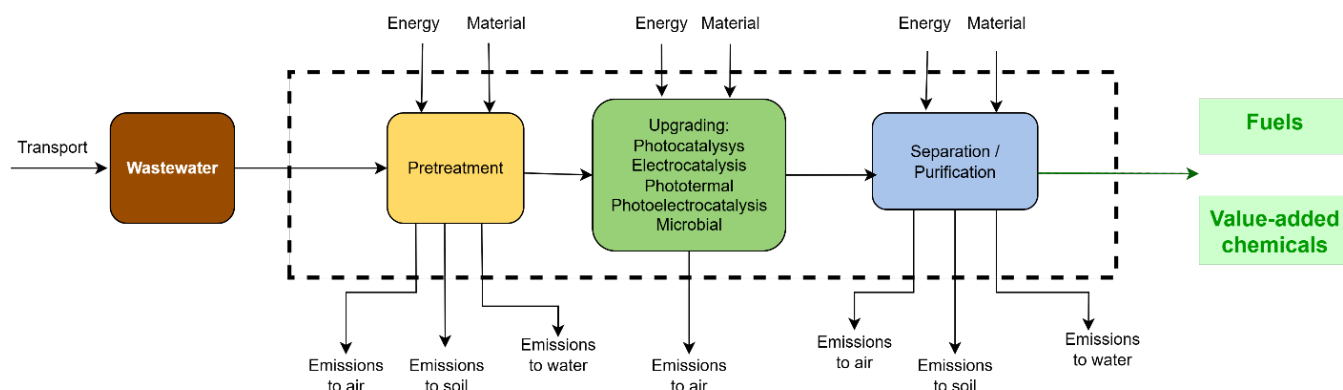 Energy
Material
Energy
Material
Energy
Material
Transport
Wastewater
Pretreatment
Upgrading:
Photocatalysys
Electrocatalysis
Phototermal
Photoelectrocatalysis
Microbial
Separation /
Purification
Fuels
Value-added
chemicals
Emissions
to air
Emissions
to soil
Emissions
to water
Emissions
to air
Emissions
to air
Emissions
to soil
Emissions
to water